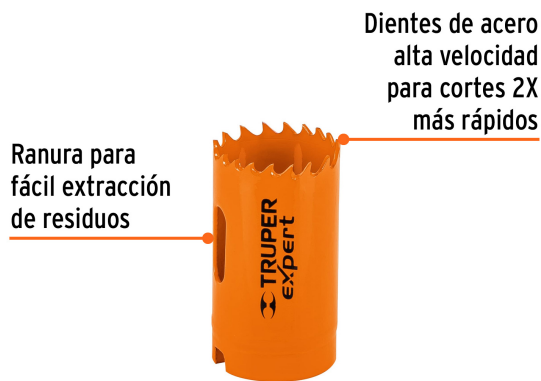 Dientes de acero
alta velocidad
para cortes 2X
más rápidos
Ranura para
fácil extracción
de residuos
TRUPER
expert